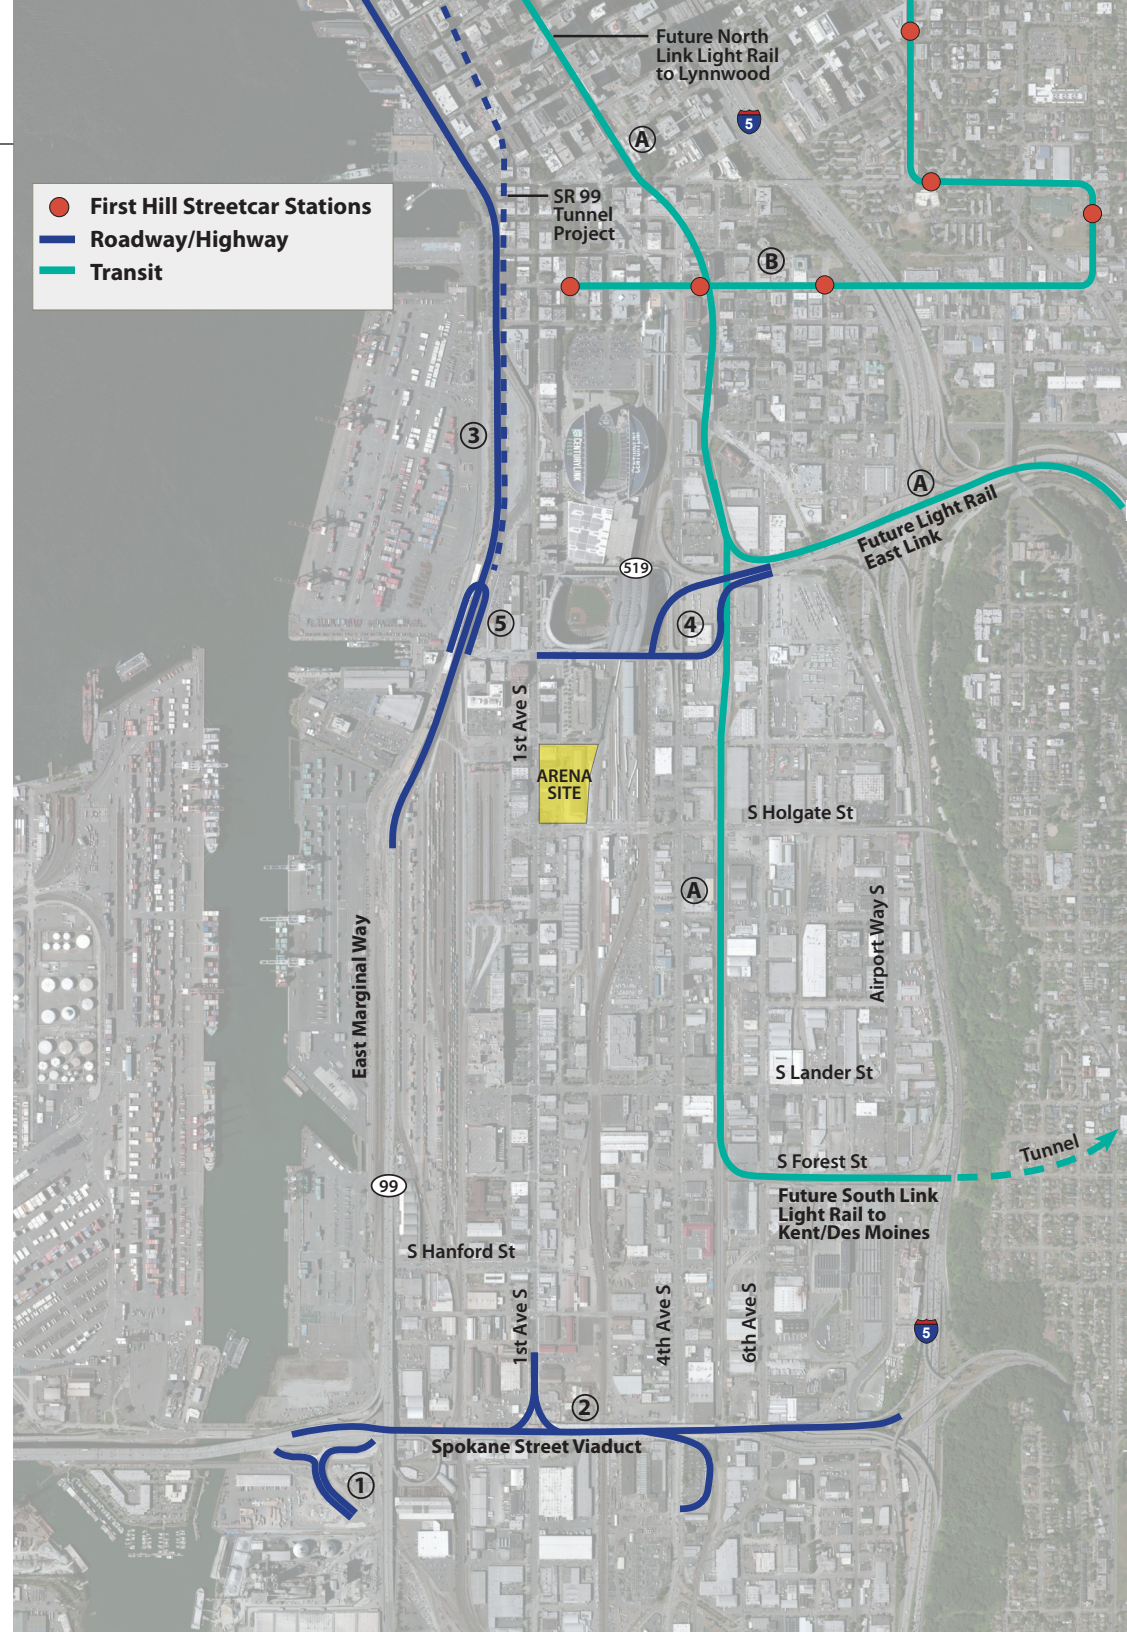 Future North
Link Light Rail
to Lynnwood
5
A
First Hill Streetcar Stations
Roadway/Highway
Transit
SR 99
Tunnel
Project
B
3
CENTURYLINK
A
Future Light Rail
East Link
519
5
4
1st Ave S
ARENA
SITE
S Holgate St
A
Airport Way S
East Marginal Way
S Lander St
Tunnel
S Forest St
99
Future South Link
Light Rail to
Kent/Des Moines
S Hanford St
1st Ave S
4th Ave S
6th Ave S
5
2
Spokane Street Viaduct
1